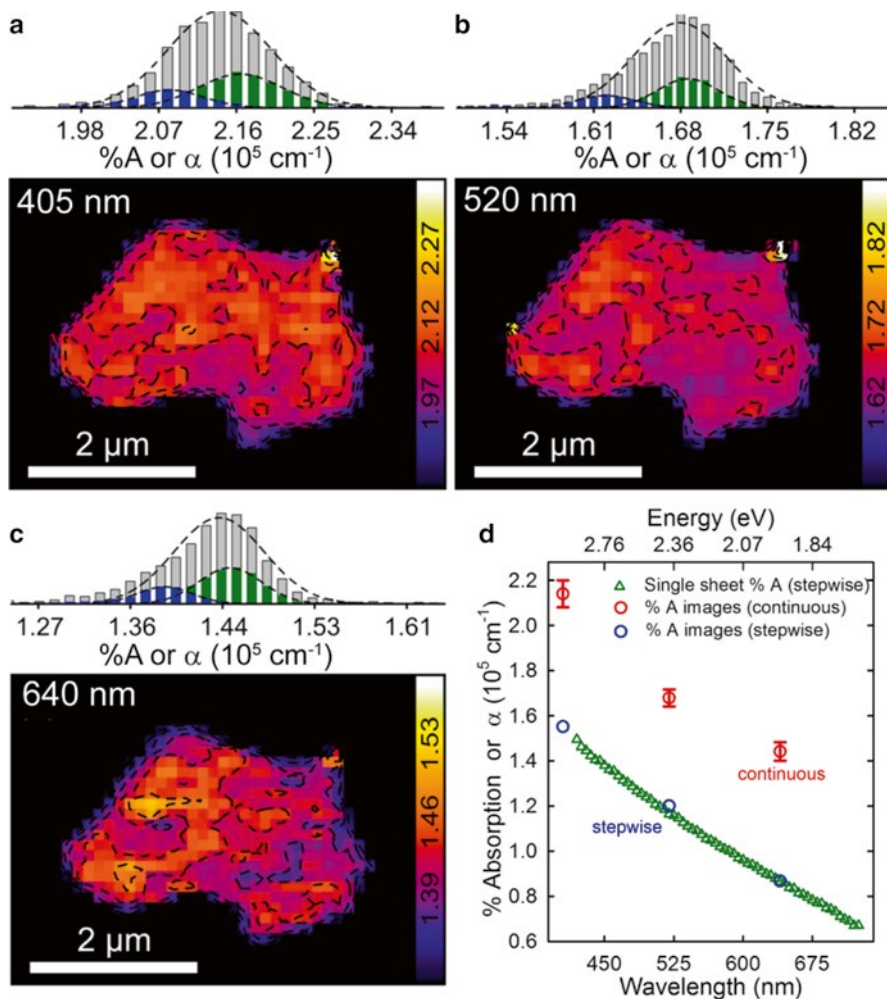 a
1.98 2.07 2.16 2.25 2.34
%A or α (10⁵ cm⁻¹)
405 nm
2 µm
2.27
2.12
1.97
b
1.54 1.61 1.68 1.75 1.82
%A or α (10⁵ cm⁻¹)
520 nm
2 µm
1.82
1.72
1.62
c
1.27 1.36 1.44 1.53 1.61
%A or α (10⁵ cm⁻¹)
640 nm
2 µm
1.53
1.46
1.39
d
Energy (eV)
2.76 2.36 2.07 1.84
Single sheet % A (stepwise)
% A images (continuous)
% A images (stepwise)
% Absorption or α (10⁵ cm⁻¹)
2.2
2.0
1.8
1.6
1.4
1.2
1.0
0.8
0.6
continuous
stepwise
450 525 600 675
Wavelength (nm)